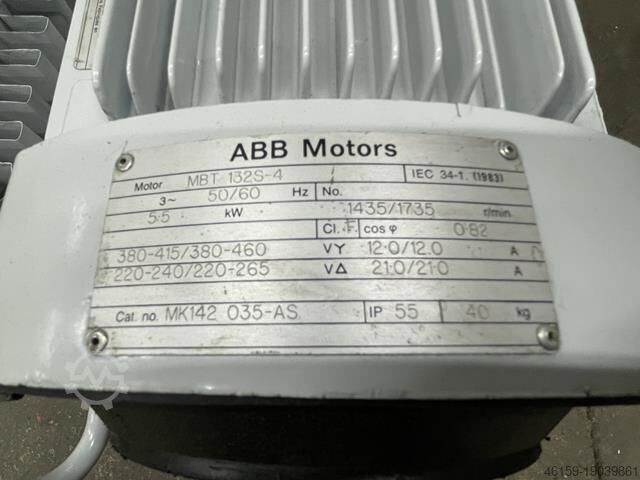 ABB Motors
Motor MBT 132S-4 IEC 34-1. (1983)
3~ 50/60 Hz No.
5.5 kW 1435/1735 r/min
Cl. F cos φ 0.82
380-415/380-460 VY 12.0/12.0 A
220-240/220-265 VΔ 21.0/21.0 A
Cat. no. MK142 035-AS IP 55 40 kg
46159-19039861